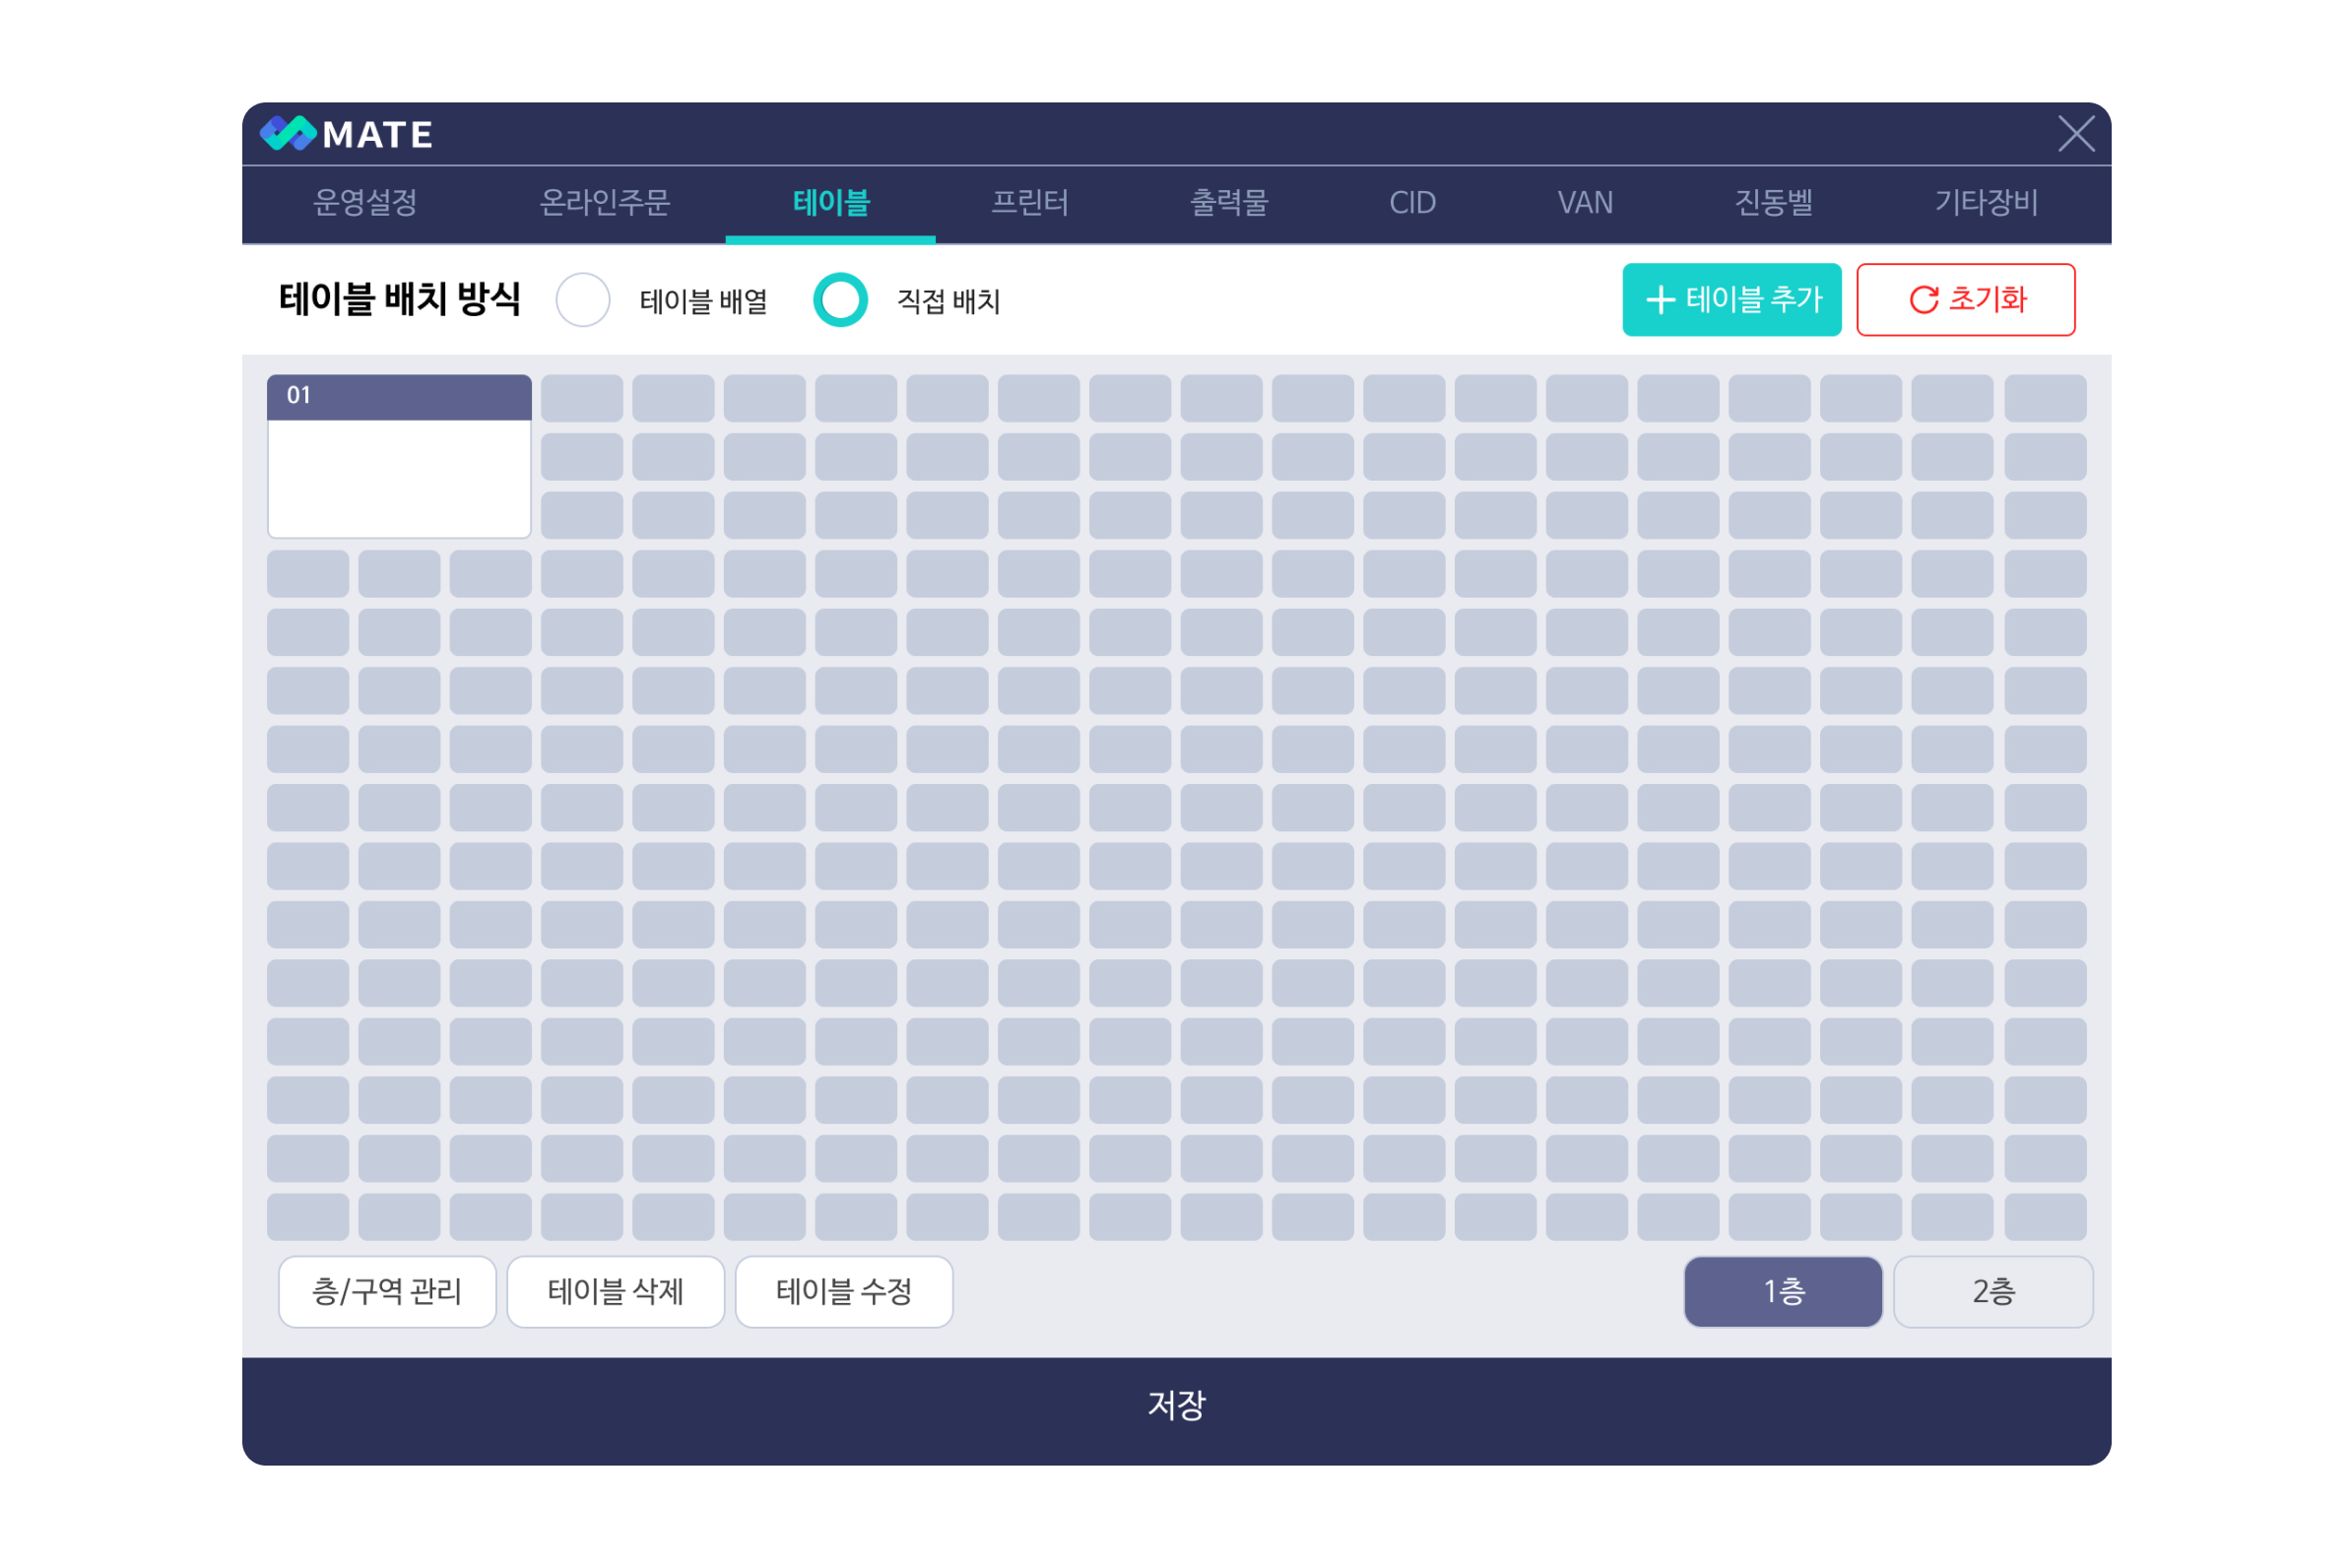 MATE
운영설정 온라인주문 테이블 프린터 출력물 CID VAN 진동벨 기타장비
테이블 배치 방식 테이블 배열 직접 배치 테이블 추가 초기화
01
층/구역 관리 테이블 삭제 테이블 수정 1층 2층
저장